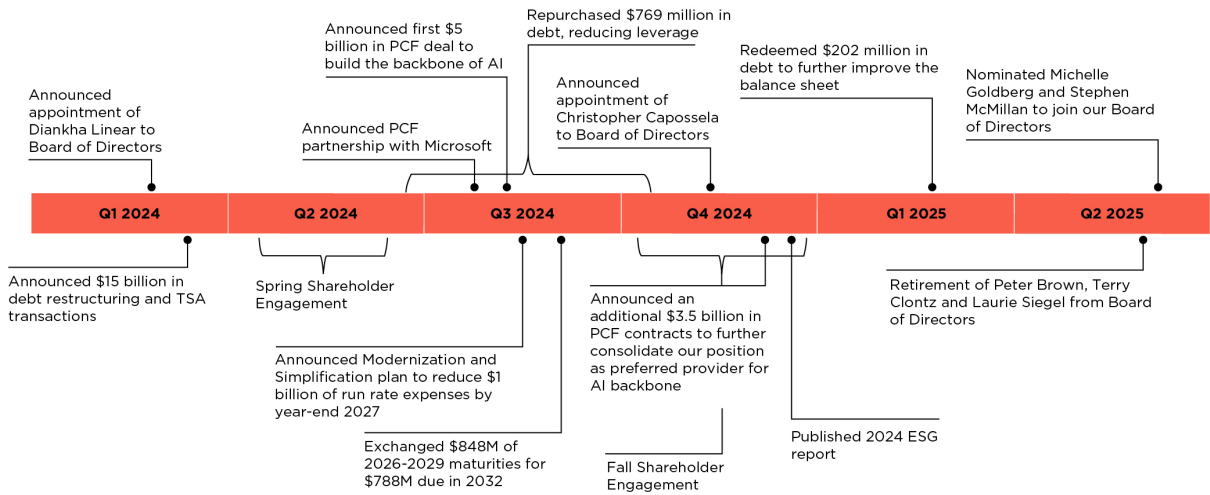 Announced
appointment of
Diankha Linear to
Board of Directors
Announced first $5
billion in PCF deal to
build the backbone of AI
Announced PCF
partnership with Microsoft
Repurchased $769 million in
debt, reducing leverage
Announced
appointment of
Christopher Capossela
to Board of Directors
Redeemed $202 million in
debt to further improve the
balance sheet
Nominated Michelle
Goldberg and Stephen
McMillan to join our Board
of Directors
Q1 2024
Q2 2024
Q3 2024
Q4 2024
Q1 2025
Q2 2025
Announced $15 billion in
debt restructuring and TSA
transactions
Spring Shareholder
Engagement
Announced Modernization and
Simplification plan to reduce $1
billion of run rate expenses by
year-end 2027
Exchanged $848M of
2026-2029 maturities for
$788M due in 2032
Announced an
additional $3.5 billion in
PCF contracts to further
consolidate our position
as preferred provider for
AI backbone
Fall Shareholder
Engagement
Published 2024 ESG
report
Retirement of Peter Brown, Terry
Clontz and Laurie Siegel from Board
of Directors